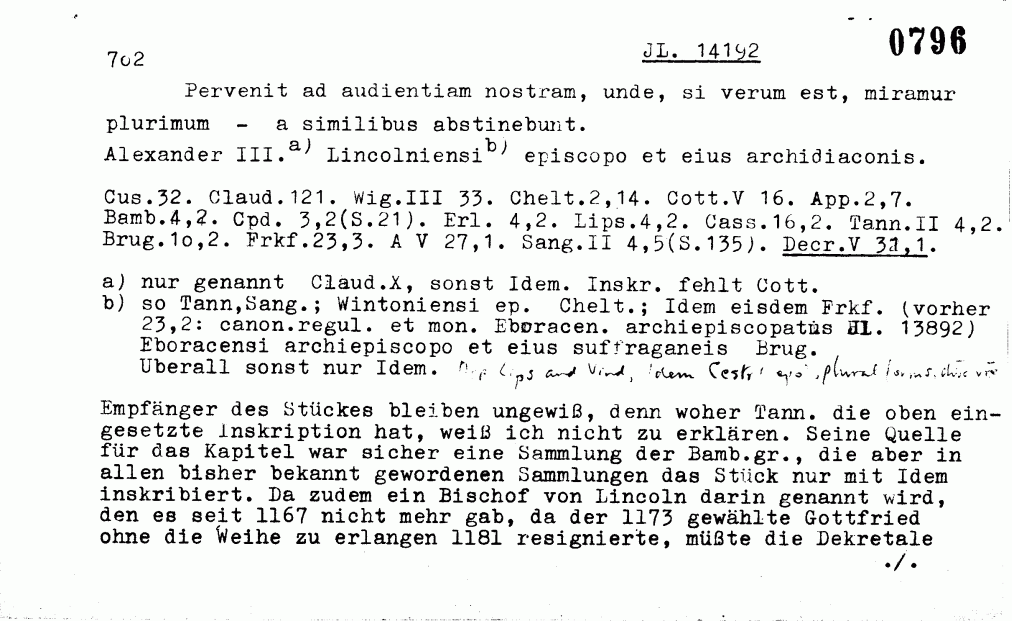 0796
702 JL. 14192
Pervenit ad audientiam nostram, unde, si verum est, miramur
plurimum - a similibus abstinebunt.
Alexander III.a) Lincolniensib) episcopo et eius archidiaconis.
Cus.32. Claud.121. Wig.III 33. Chelt.2,14. Cott.V 16. App.2,7.
Bamb.4,2. Cpd. 3,2(S.21). Erl. 4,2. Lips.4,2. Cass.16,2. Tann.II 4,2.
Brug.1o,2. Frkf.23,3. A V 27,1. Sang.II 4,5(S.135). Decr.V 31,1.
a) nur genannt Claud.X, sonst Idem. Inskr. fehlt Cott.
b) so Tann,Sang.; Wintoniensi ep. Chelt.; Idem eisdem Frkf. (vorher
23,2: canon.regul. et mon. Eboracen. archiepiscopatus Jl. 13892)
Eboracensi archiepiscopo et eius suffraganeis Brug.
Uberall sonst nur Idem. Lips and Vind, 'idem Cestr' epo', plural forms
Empfänger des Stückes bleiben ungewiß, denn woher Tann. die oben ein-
gesetzte Inskription hat, weiß ich nicht zu erklären. Seine Quelle
für das Kapitel war sicher eine Sammlung der Bamb.gr., die aber in
allen bisher bekannt gewordenen Sammlungen das Stück nur mit Idem
inskribiert. Da zudem ein Bischof von Lincoln darin genannt wird,
den es seit 1167 nicht mehr gab, da der 1173 gewählte Gottfried
ohne die Weihe zu erlangen 1181 resignierte, müßte die Dekretale
./.